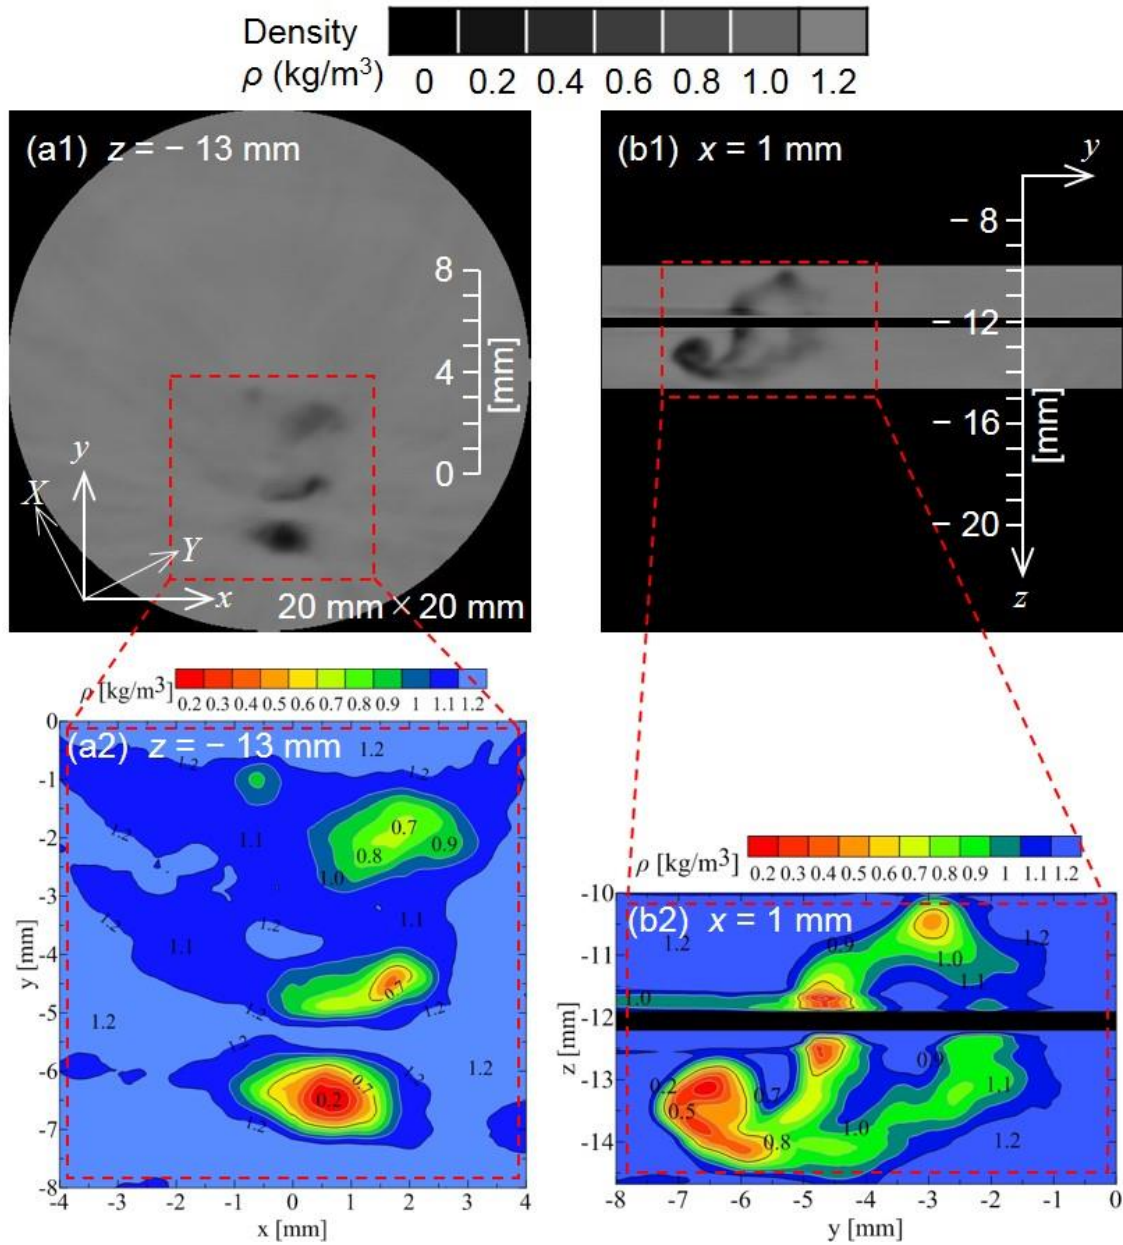 Density
ρ (kg/m³)
0 0.2 0.4 0.6 0.8 1.0 1.2
(a1) z = − 13 mm
8
4
0
[mm]
y
X
Y
x
20 mm × 20 mm
(b1) x = 1 mm
y
− 8
− 12
− 16
− 20
[mm]
z
ρ [kg/m³]
0.2 0.3 0.4 0.5 0.6 0.7 0.8 0.9 1 1.1 1.2
(a2) z = − 13 mm
1.2
1.2
1.2
1.2
1.2
1.1
0.7
0.8
0.9
1.0
1.2
1.2
1.1
1.1
0.7
1.2
1.2
1.2
1.2
0.7
1.2
1.2
0.2
1.2
0
-1
-2
-3
-4
-5
-6
-7
-8
y [mm]
-4 -3 -2 -1 0 1 2 3 4
x [mm]
ρ [kg/m³]
0.2 0.3 0.4 0.5 0.6 0.7 0.8 0.9 1 1.1 1.2
(b2) x = 1 mm
1.2
0.9
1.2
1.0
1.1
1.0
0.9
0.2
0.7
1.1
0.5
1.0
0.8
1.2
-10
-11
-12
-13
-14
z [mm]
-8 -7 -6 -5 -4 -3 -2 -1 0
y [mm]